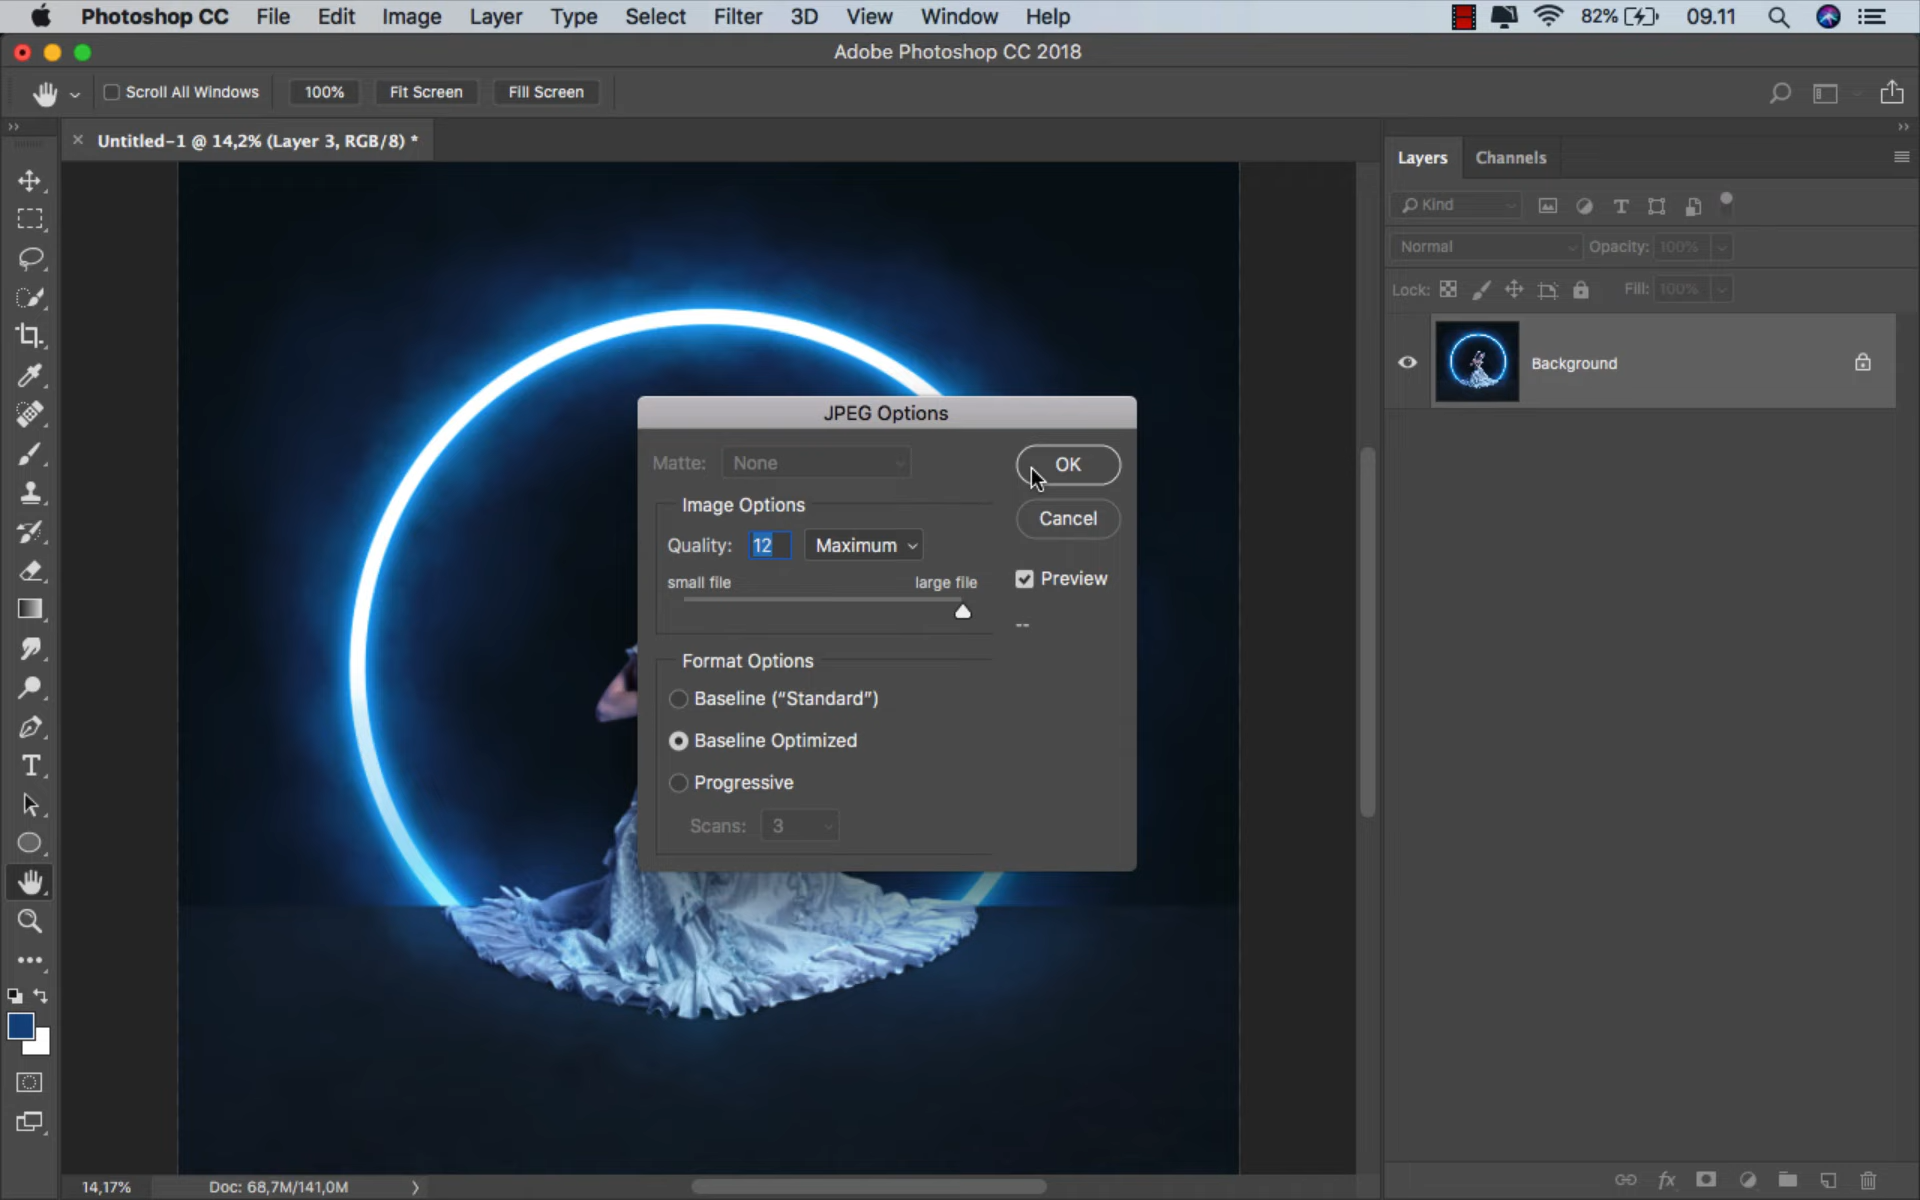 Photoshop CC File Edit Image Layer Type Select Filter 3D View Window Help 82% 09.11
Adobe Photoshop CC 2018
Scroll All Windows 100% Fit Screen Fill Screen
Untitled-1 @ 14,2% (Layer 3, RGB/8) *
Layers Channels
Kind
Normal Opacity: 100%
Lock: Fill: 100%
Background
JPEG Options
Matte: None OK
Image Options
Cancel
Quality: 12 Maximum
small file large file
Preview
--
Format Options
Baseline (“Standard”)
Baseline Optimized
Progressive
Scans: 3
14,17% Doc: 68,7M/141,0M